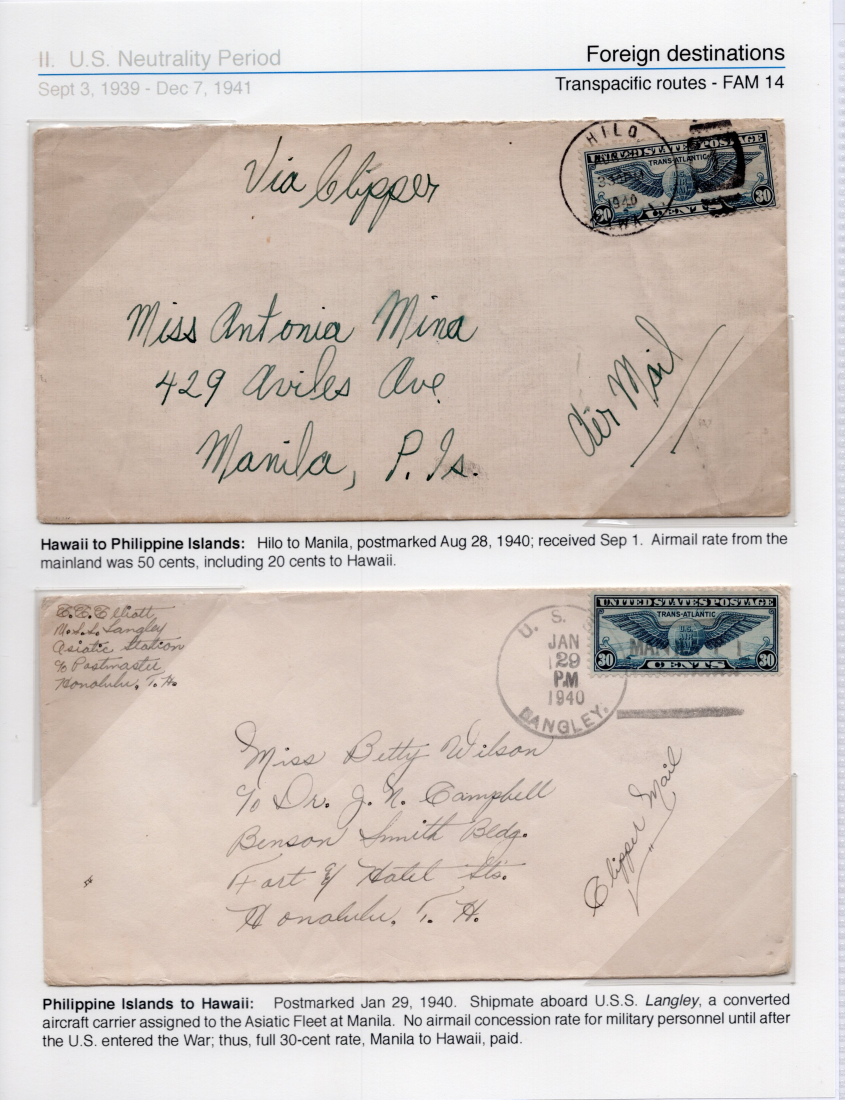 II. U.S. Neutrality Period
Foreign destinations
Sept 3, 1939 - Dec 7, 1941
Transpacific routes - FAM 14
Via Clipper
HILO
1940
UNITED STATES POSTAGE
TRANS-ATLANTIC
30 CENTS 30
Miss Antonia Mina
429 Aviles Ave
Manila, P. Is.
Air Mail
Hawaii to Philippine Islands: Hilo to Manila, postmarked Aug 28, 1940; received Sep 1. Airmail rate from the
mainland was 50 cents, including 20 cents to Hawaii.
E.E. Elliott
U.S.S. Langley
Asiatic Station
c/o Postmaster
Honolulu, T. H.
U. S. S.
JAN
29
PM
1940
LANGLEY.
UNITED STATES POSTAGE
TRANS-ATLANTIC
U.S.
AIR
MAIL
30 CENTS 30
MANILA P I
Miss Betty Wilson
c/o Dr. J. N. Campbell
Benson Smith Bldg.
Fort & Hotel Sts.
Honolulu, T. H.
Clipper Mail
Philippine Islands to Hawaii: Postmarked Jan 29, 1940. Shipmate aboard U.S.S. Langley, a converted
aircraft carrier assigned to the Asiatic Fleet at Manila. No airmail concession rate for military personnel until after
the U.S. entered the War; thus, full 30-cent rate, Manila to Hawaii, paid.